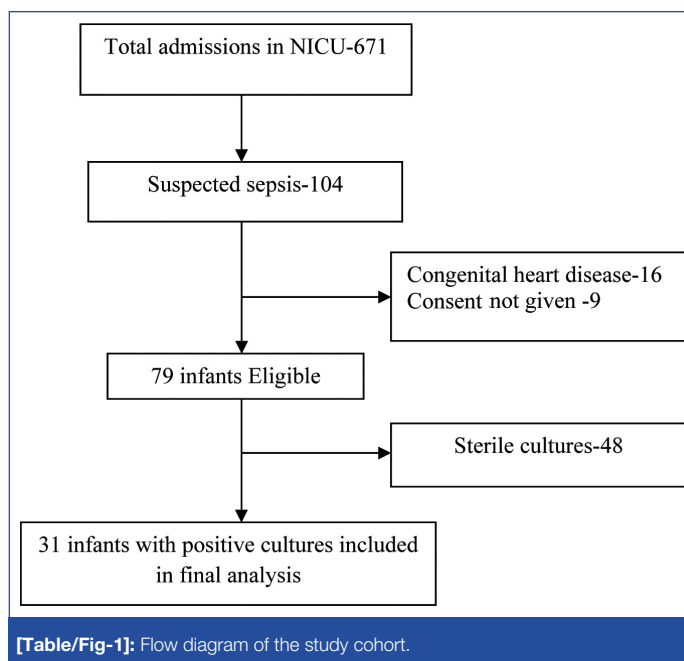 Total admissions in NICU-671
Suspected sepsis-104
Congenital heart disease-16
Consent not given -9
79 infants Eligible
Sterile cultures-48
31 infants with positive cultures included
in final analysis
[Table/Fig-1]: Flow diagram of the study cohort.